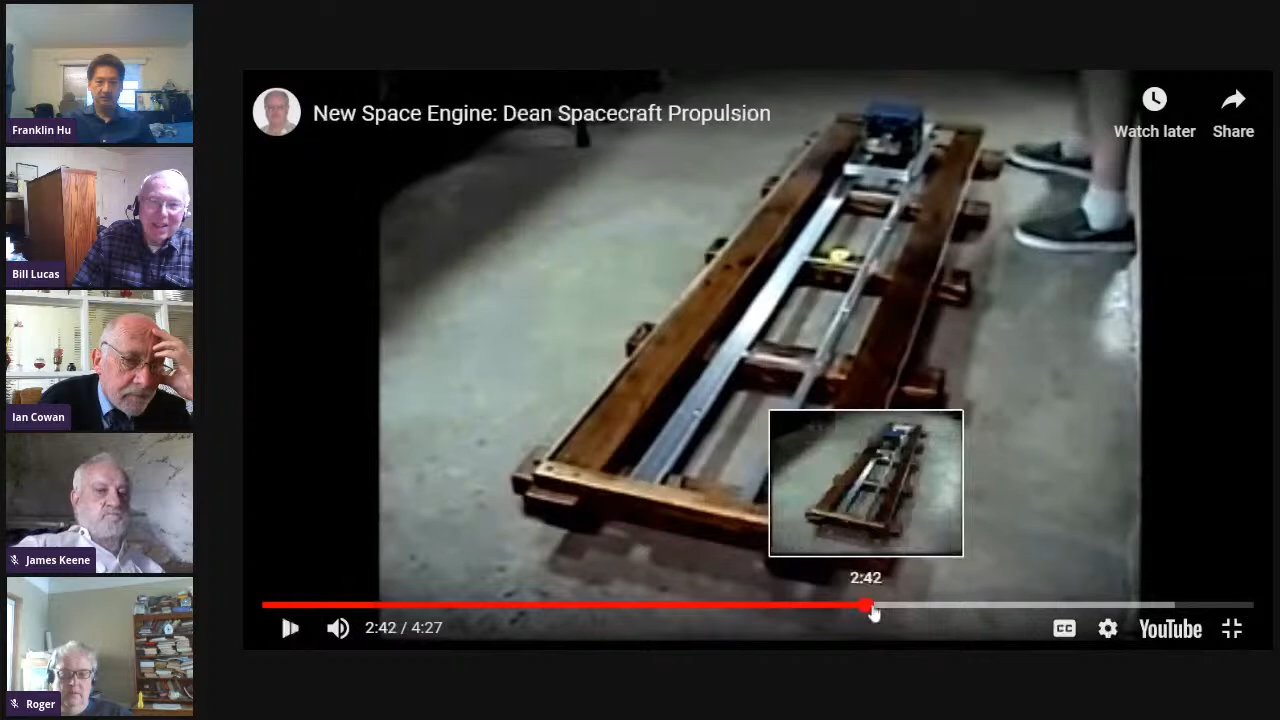 Franklin Hu
Bill Lucas
Ian Cowan
James Keene
Roger
New Space Engine: Dean Spacecraft Propulsion
Watch later
Share
2:42
2:42 / 4:27
CC
YouTube